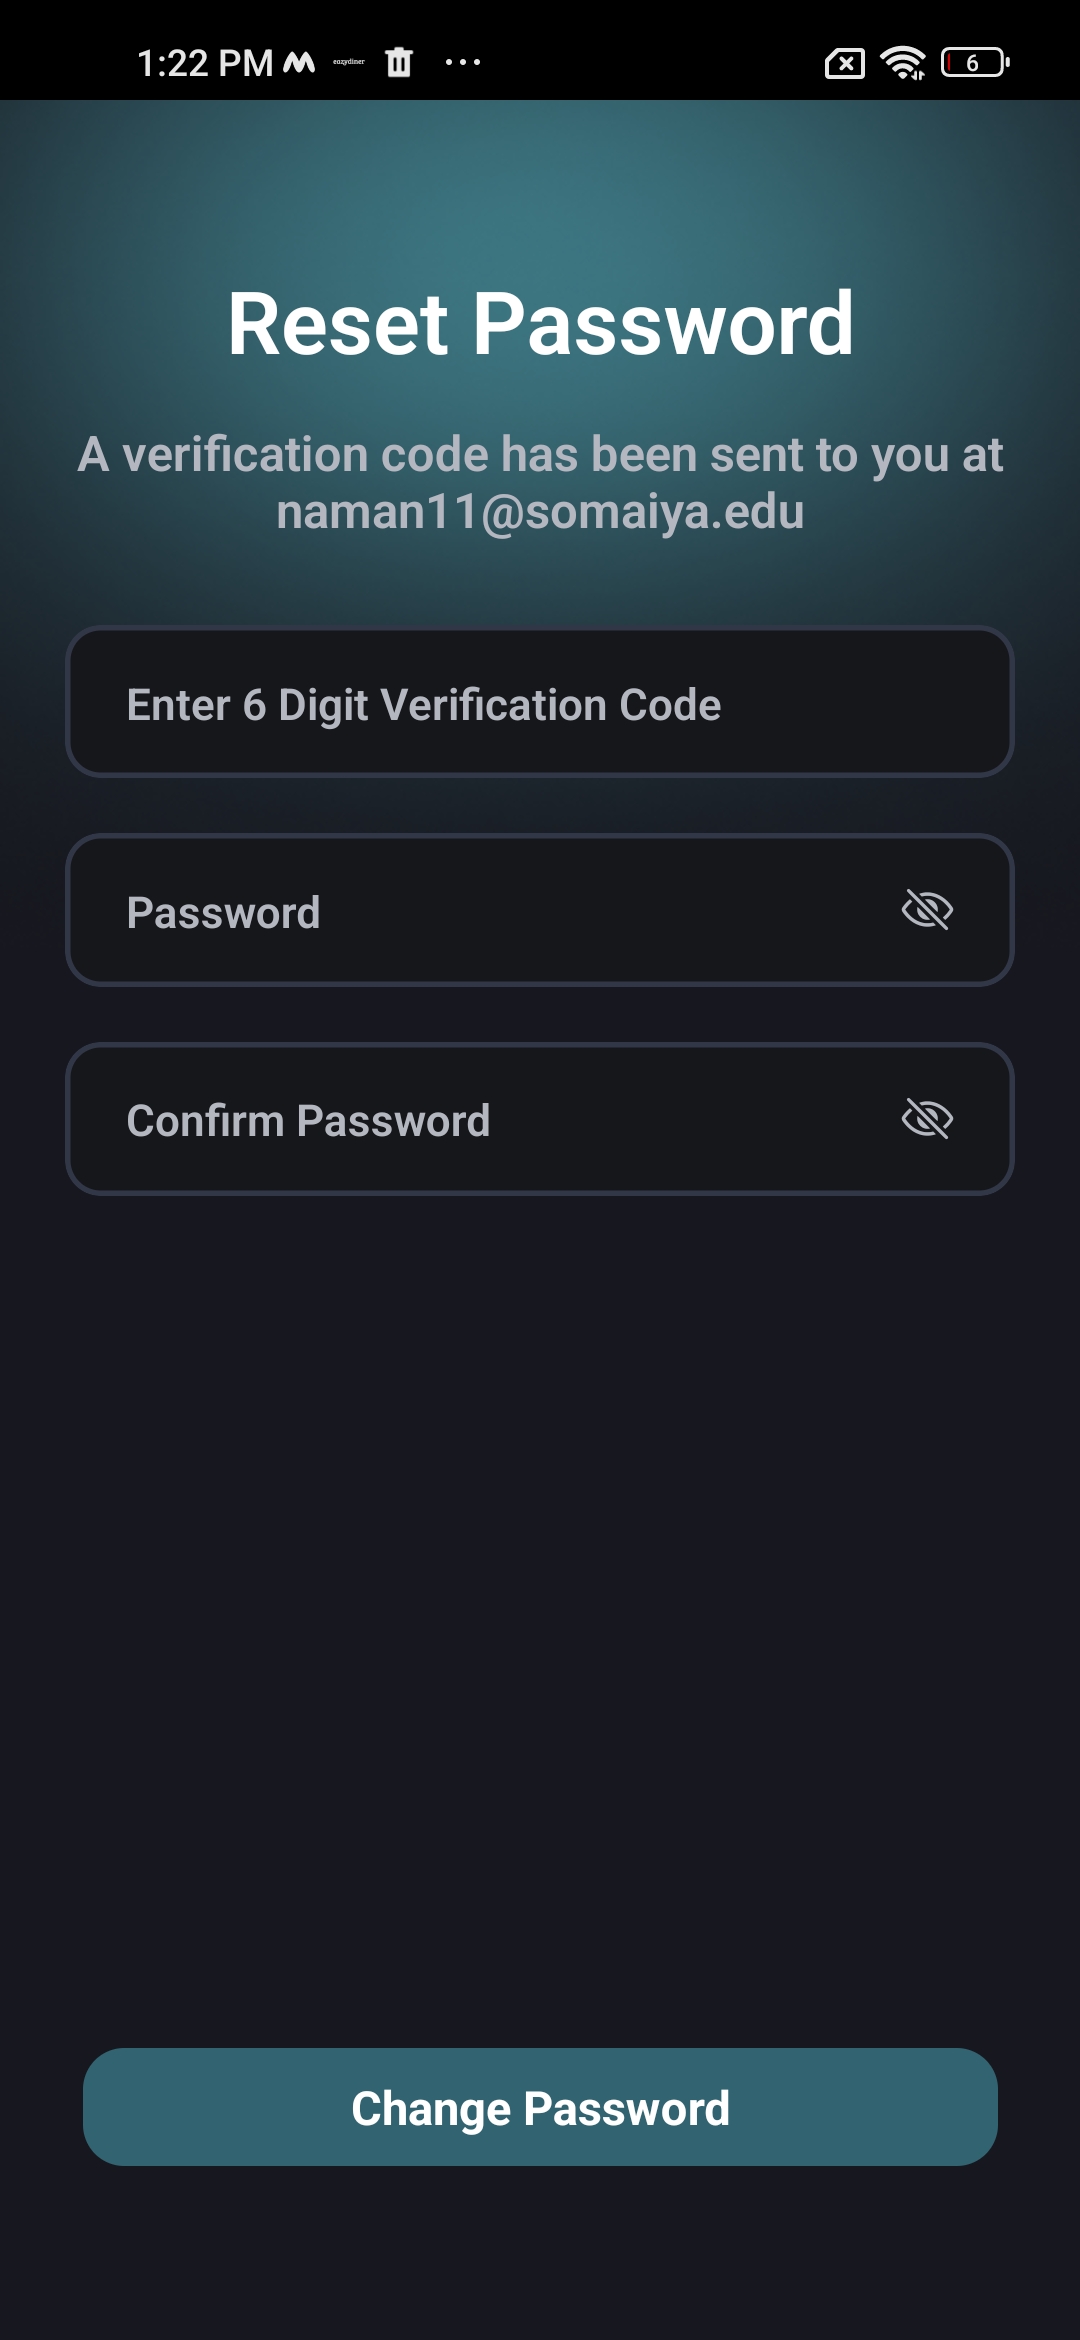 1:22 PM eazydiner 6
Reset Password
A verification code has been sent to you at
naman11@somaiya.edu
Enter 6 Digit Verification Code
Password
Confirm Password
Change Password